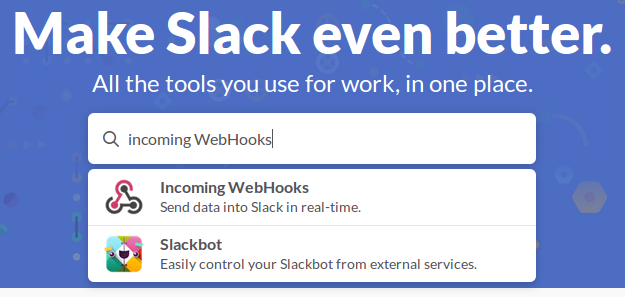 Make Slack even better.
All the tools you use for work, in one place.
incoming WebHooks
Incoming WebHooks
Send data into Slack in real-time.
Slackbot
Easily control your Slackbot from external services.